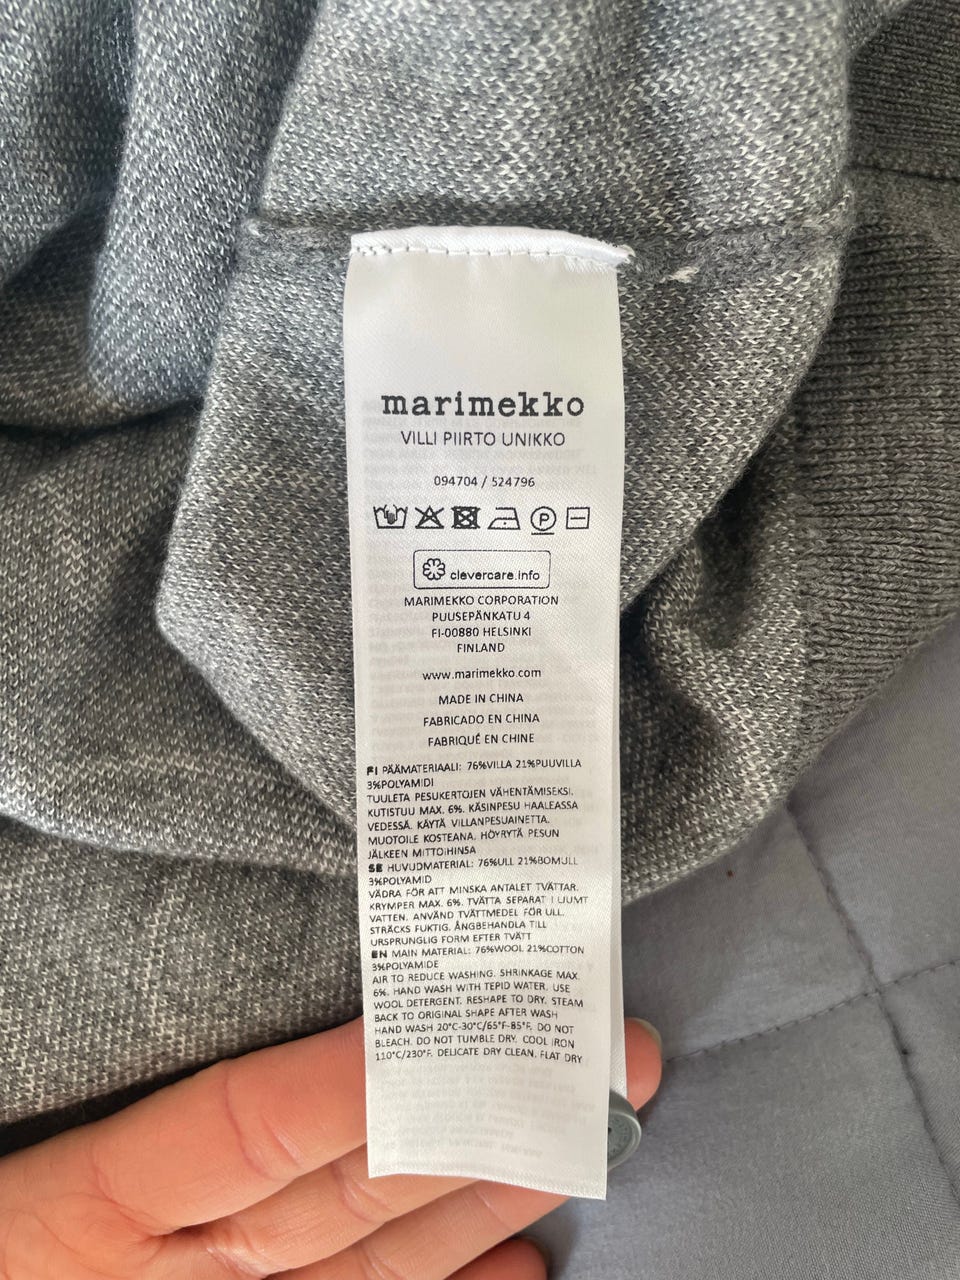 marimekko
VILLI PIIRTO UNIKKO
094704 / 524796
P
clevercare.info
MARIMEKKO CORPORATION
PUUSEPÄNKATU 4
FI-00880 HELSINKI
FINLAND
www.marimekko.com
MADE IN CHINA
FABRICADO EN CHINA
FABRIQUÉ EN CHINE
FI PÄÄMATERIAALI: 76%VILLA 21%PUUVILLA
3%POLYAMIDI
TUULETA PESUKERTOJEN VÄHENTÄMISEKSI.
KUTISTUU MAX. 6%. KÄSINPESU HAALEASSA
VEDESSÄ. KÄYTÄ VILLANPESUAINETTA.
MUOTOILE KOSTEANA. HÖYRYTÄ PESUN
JÄLKEEN MITTOIHINSA
SE HUVUDMATERIAL: 76%ULL 21%BOMULL
3%POLYAMID
VÄDRA FÖR ATT MINSKA ANTALET TVÄTTAR.
KRYMPER MAX. 6%. TVÄTTA SEPARAT I LJUMT
VATTEN. ANVÄND TVÄTTMEDEL FÖR ULL.
STRÄCKS FUKTIG. ÅNGBEHANDLA TILL
URSPRUNGLIG FORM EFTER TVÄTT
EN MAIN MATERIAL: 76%WOOL 21%COTTON
3%POLYAMIDE
AIR TO REDUCE WASHING. SHRINKAGE MAX.
6%. HAND WASH WITH TEPID WATER. USE
WOOL DETERGENT. RESHAPE TO DRY. STEAM
BACK TO ORIGINAL SHAPE AFTER WASH
HAND WASH 20°C-30°C/65°F-85°F. DO NOT
BLEACH. DO NOT TUMBLE DRY. COOL IRON
110°C/230°F. DELICATE DRY CLEAN. FLAT DRY